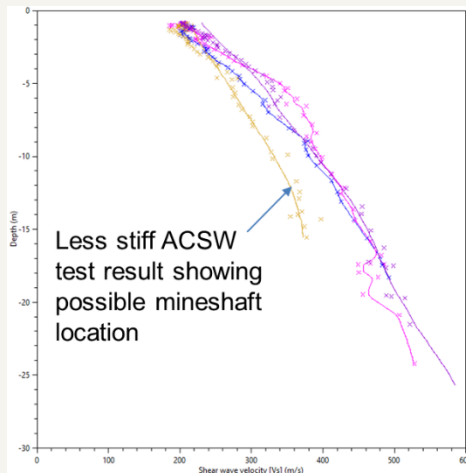 0
-5
-10
Depth (m)
-15
Less stiff ACSW
test result showing
possible mineshaft
location
-20
-25
-30
0 100 200 300 400 500 600
Shear wave velocity [Vs] (m/s)